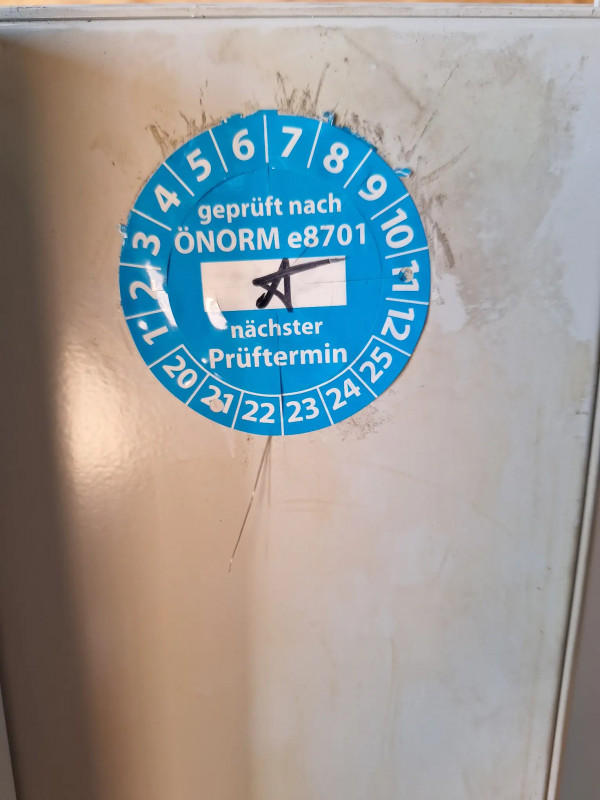 1 2 3 4 5 6 7 8 9 10 11 12
geprüft nach
ÖNORM e8701
A
nächster
Prüftermin
20 21 22 23 24 25